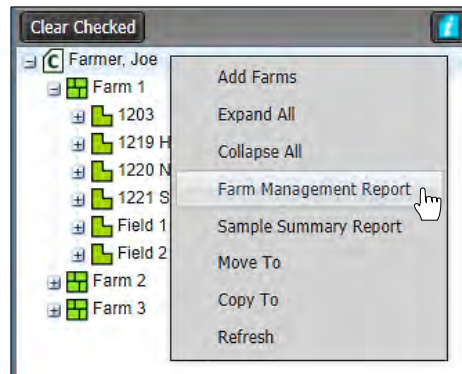 Clear Checked
i
C Farmer, Joe
Farm 1
1203
1219 H
1220 N
1221 S
Field 1
Field 2
Farm 2
Farm 3
Add Farms
Expand All
Collapse All
Farm Management Report
Sample Summary Report
Move To
Copy To
Refresh